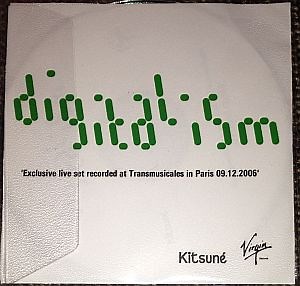 digitalism
'Exclusive live set recorded at Transmusicales in Paris 09.12.2006'
Kitsuné
Virgin